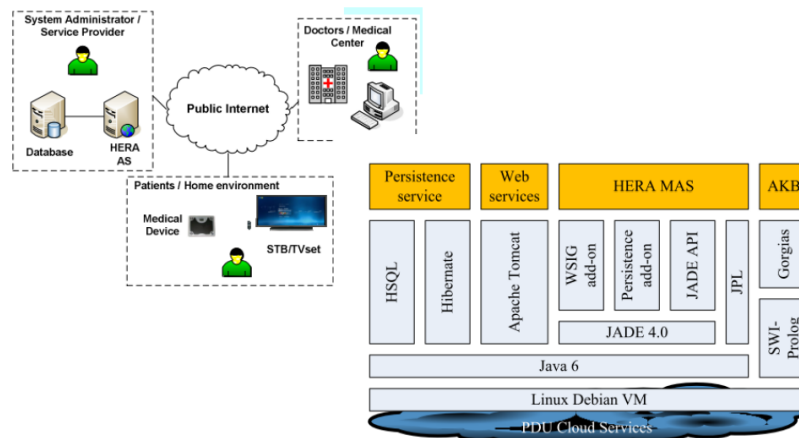 System Administrator /
Service Provider
Database
HERA
AS
Public Internet
Doctors / Medical
Center
Patients / Home environment
Medical
Device
STB/TVset
Persistence
service
Web
services
HERA MAS
AKB
HSQL
Hibernate
Apache Tomcat
WSIG
add-on
Persistence
add-on
JADE API
JPL
Gorgias
JADE 4.0
SWI-
Prolog
Java 6
Linux Debian VM
PDU Cloud Services